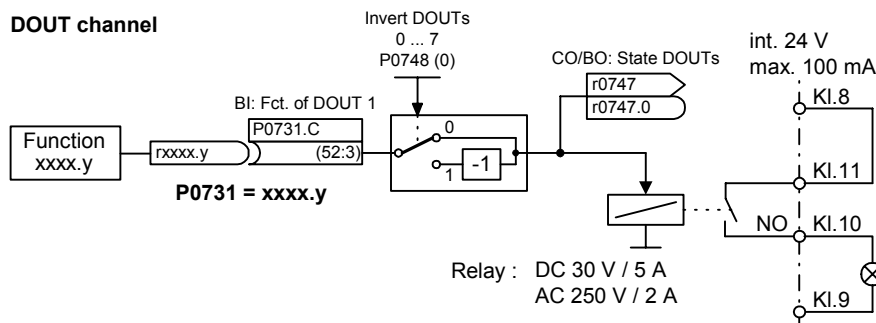 DOUT channel
Invert DOUTs
0 ... 7
P0748 (0)
CO/BO: State DOUTs
r0747
r0747.0
int. 24 V
max. 100 mA
Kl.8
BI: Fct. of DOUT 1
P0731.C
(52:3)
Function
xxxx.y
rxxxx.y
P0731 = xxxx.y
0
1
-1
Kl.11
NO
Kl.10
Kl.9
Relay : DC 30 V / 5 A
AC 250 V / 2 A